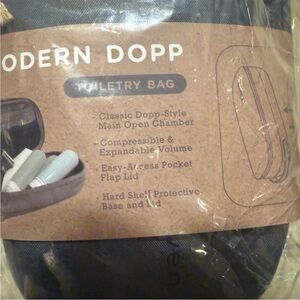 ODERN DOPP
TOILETRY BAG
- Classic Dopp-Style
Main Open Chamber
- Compressible &
Expandable Volume
- Easy-Access Pocket
Flap Lid
- Hard Shell Protective
Base and Lid